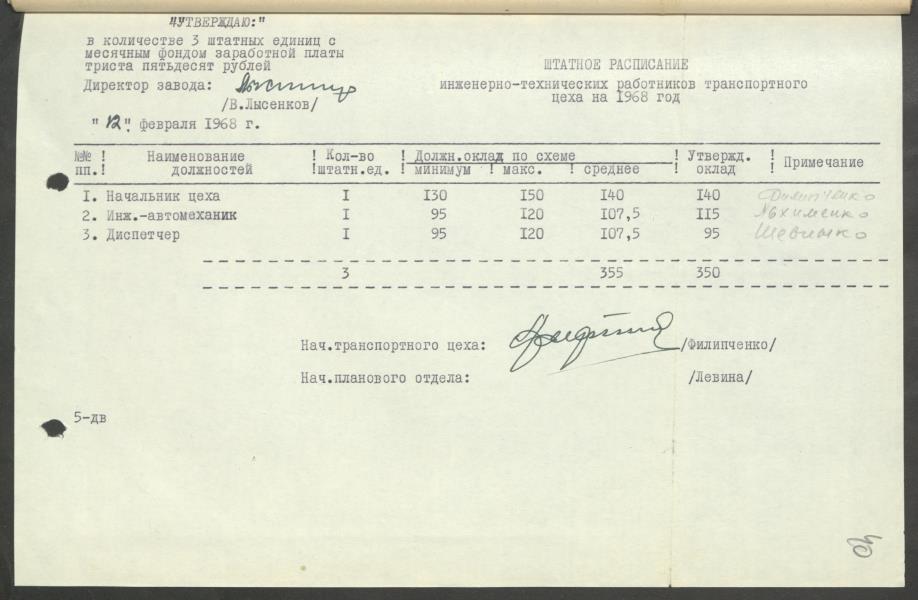 "УТВЕРЖДАЮ:"
в количестве 3 штатных единиц с
месячным фондом заработной платы
триста пятьдесят рублей
Директор завода:
/В.Лысенков/
"12" февраля 1968 г.
ШТАТНОЕ РАСПИСАНИЕ
инженерно-технических работников транспортного
цеха на 1968 год
№№ пп. ! Наименование должностей ! Кол-во штатн.ед. ! Должн.оклад по схеме ! Утвержд. оклад ! Примечание
минимум ! макс. ! среднее
1. Начальник цеха I 130 150 140 140 Филипченко
2. Инж.-автомеханик I 95 120 107,5 115 Яхименко
3. Диспетчер I 95 120 107,5 95 Шевченко
3 355 350
Нач.транспортного цеха: /Филипченко/
Нач.планового отдела: /Левина/
5-дв